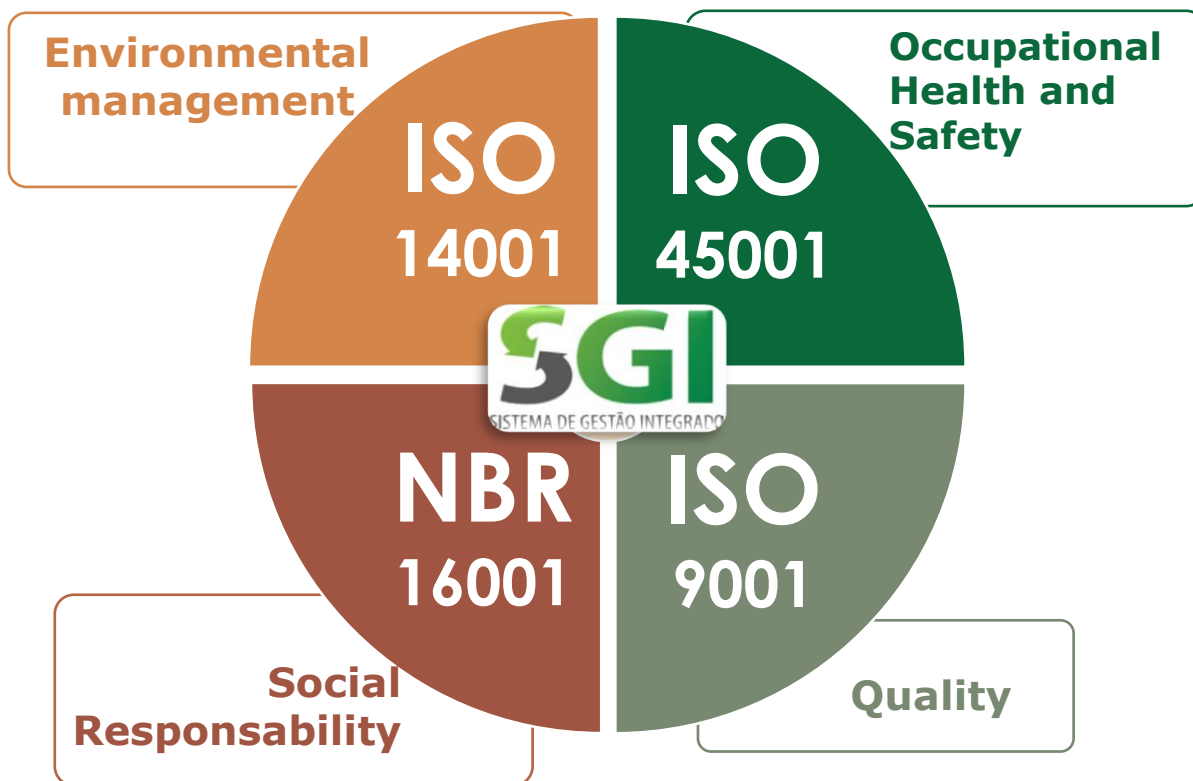 Environmental
management
ISO
14001
Occupational
Health and
Safety
ISO
45001
SGI
SISTEMA DE GESTÃO INTEGRADO
NBR
16001
Social
Responsability
ISO
9001
Quality